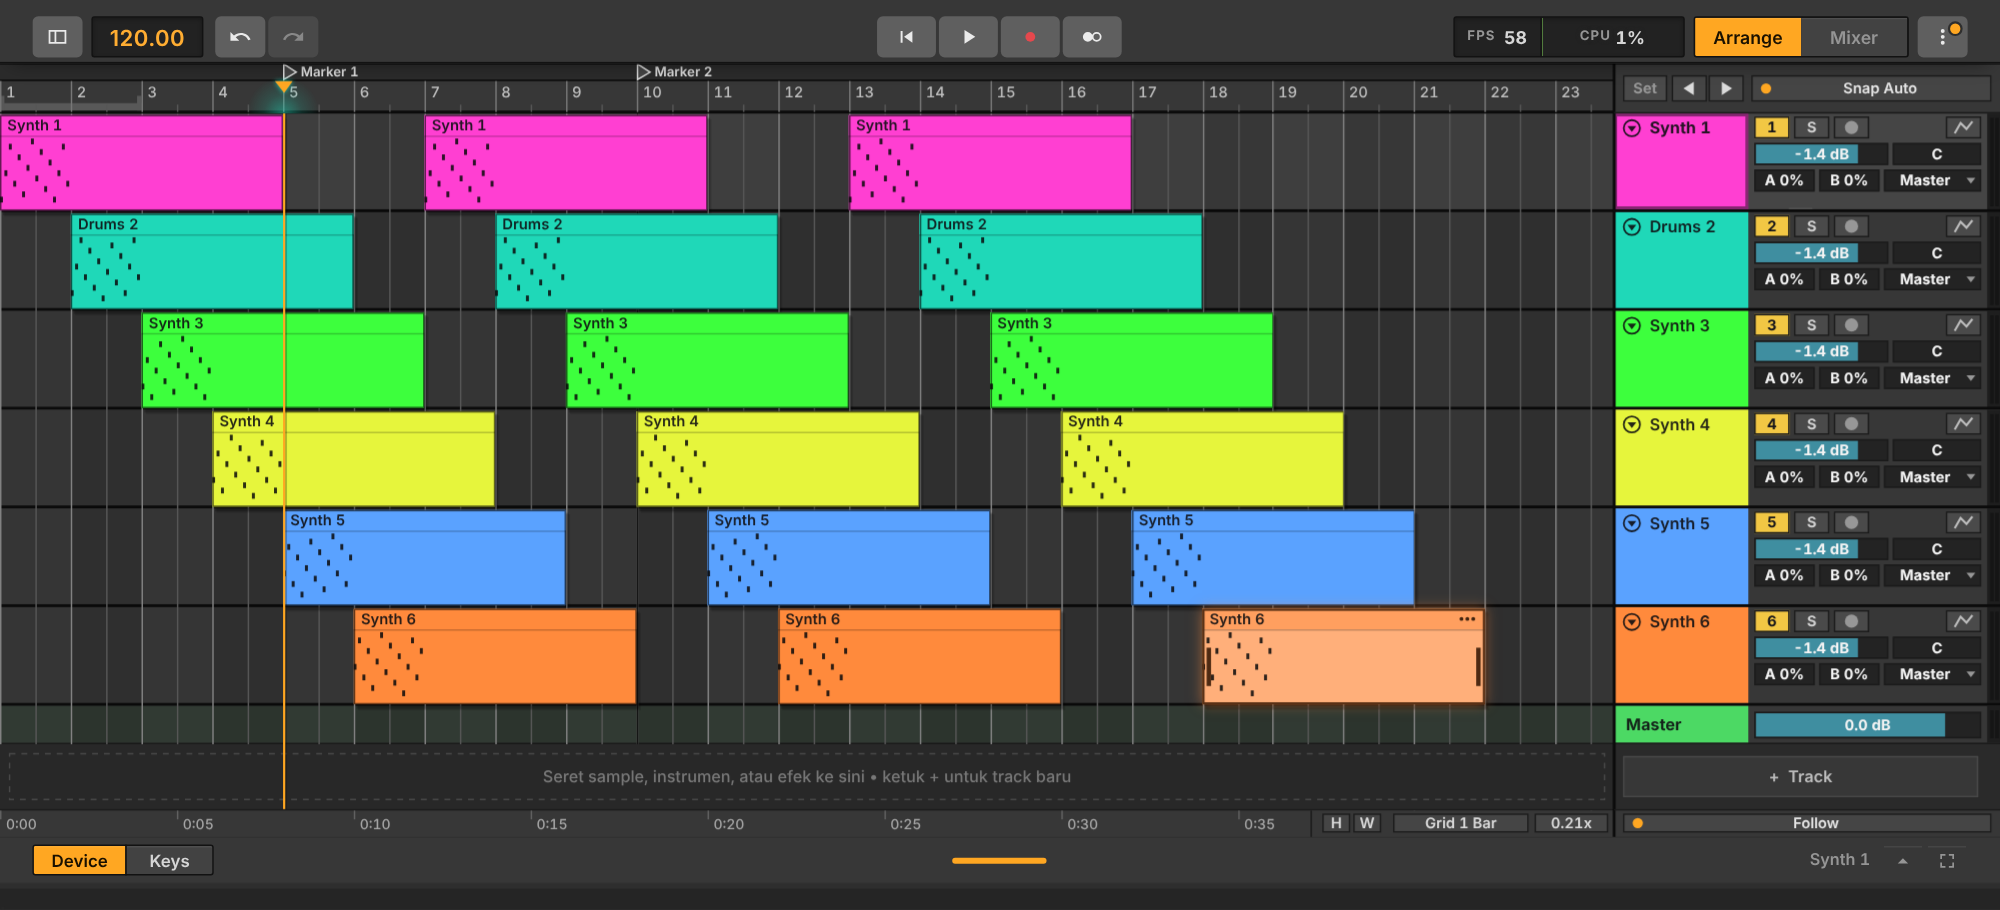 120.00
FPS 58 CPU 1% Arrange Mixer
Marker 1 Marker 2
1 2 3 4 5 6 7 8 9 10 11 12 13 14 15 16 17 18 19 20 21 22 23
Set Snap Auto
Synth 1 Synth 1 Synth 1 Synth 1 1 S
-1.4 dB C
A 0% B 0% Master
Drums 2 Drums 2 Drums 2 Drums 2 2 S
-1.4 dB C
A 0% B 0% Master
Synth 3 Synth 3 Synth 3 Synth 3 3 S
-1.4 dB C
A 0% B 0% Master
Synth 4 Synth 4 Synth 4 Synth 4 4 S
-1.4 dB C
A 0% B 0% Master
Synth 5 Synth 5 Synth 5 Synth 5 5 S
-1.4 dB C
A 0% B 0% Master
Synth 6 Synth 6 Synth 6 Synth 6 6 S
-1.4 dB C
A 0% B 0% Master
Master 0.0 dB
Seret sample, instrumen, atau efek ke sini • ketuk + untuk track baru
+ Track
0:00 0:05 0:10 0:15 0:20 0:25 0:30 0:35 H W Grid 1 Bar 0.21x Follow
Device Keys Synth 1